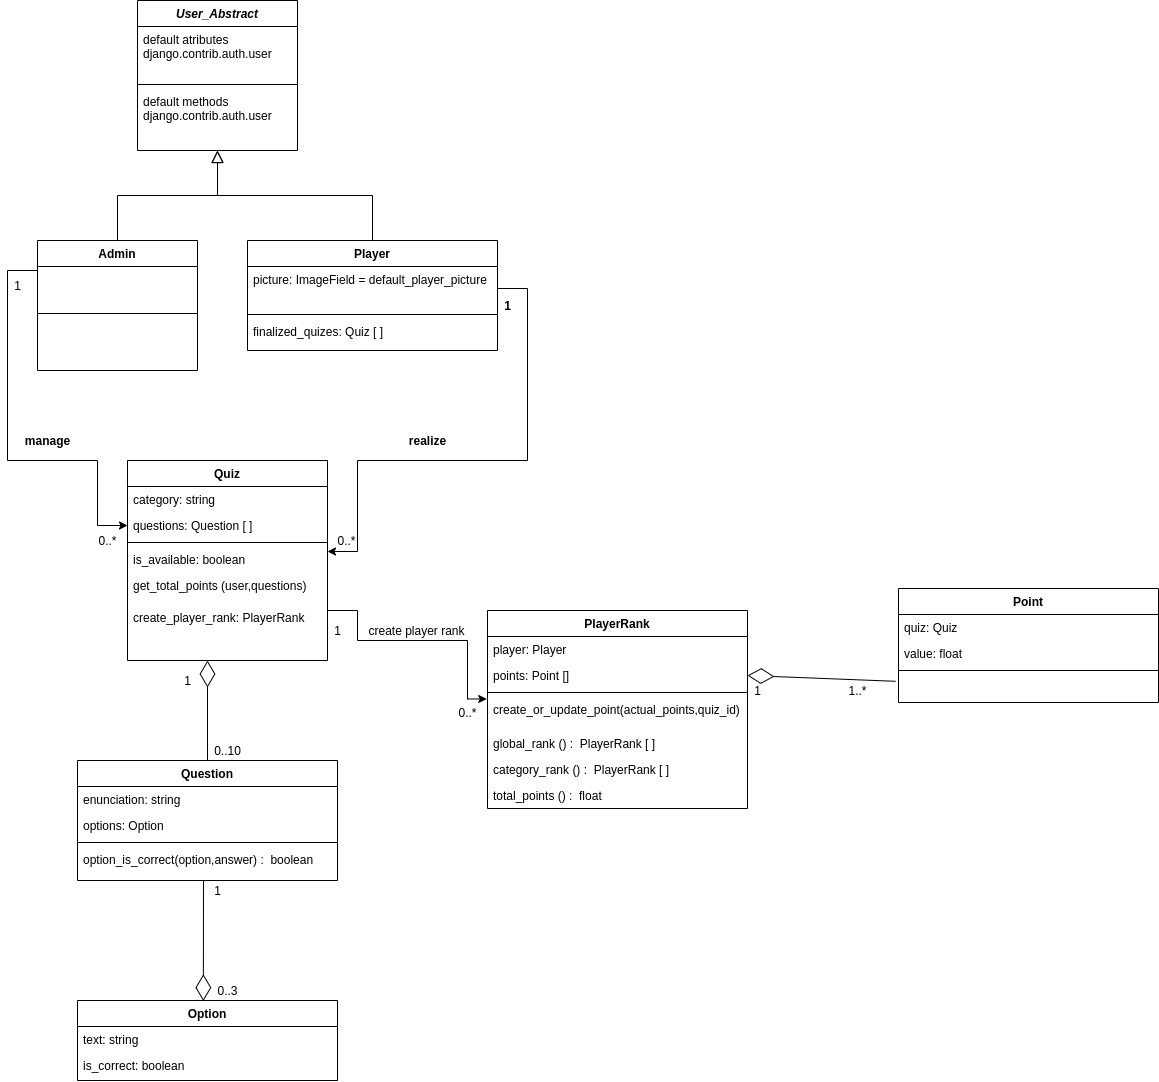 User_Abstract
default atributes
django.contrib.auth.user
default methods
django.contrib.auth.user
Admin
Player
picture: ImageField = default_player_picture
finalized_quizes: Quiz [ ]
1
1
manage
realize
Quiz
category: string
questions: Question [ ]
is_available: boolean
get_total_points (user,questions)
create_player_rank: PlayerRank
0..*
0..*
1
create player rank
0..*
PlayerRank
player: Player
points: Point []
create_or_update_point(actual_points,quiz_id)
global_rank () :  PlayerRank [ ]
category_rank () :  PlayerRank [ ]
total_points () :  float
1
1..*
Point
quiz: Quiz
value: float
1
0..10
Question
enunciation: string
options: Option
option_is_correct(option,answer) :  boolean
1
0..3
Option
text: string
is_correct: boolean